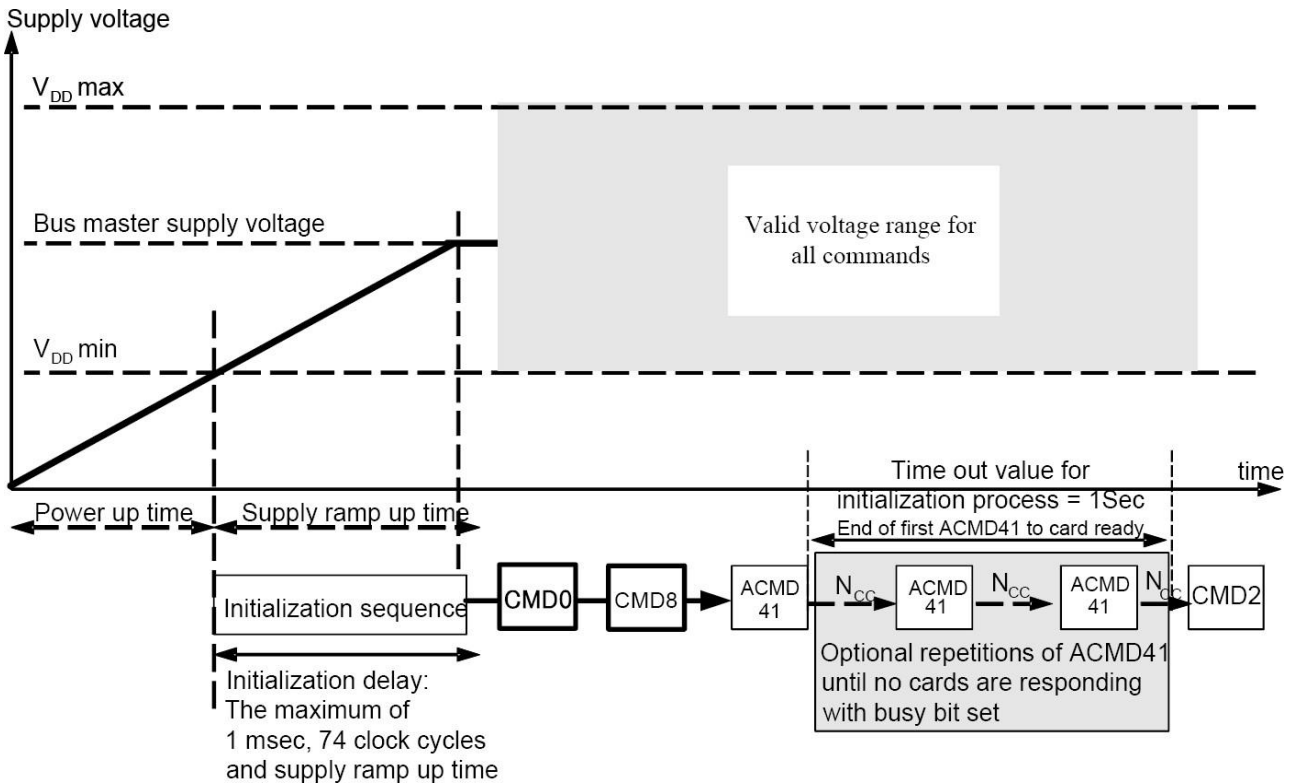 Supply voltage
V_DD max
Bus master supply voltage
Valid voltage range for
all commands
V_DD min
Time out value for
time
initialization process = 1Sec
Power up time
Supply ramp up time
End of first ACMD41 to card ready
Initialization sequence
CMD0
CMD8
ACMD
41
N_CC
ACMD
41
N_CC
ACMD
41
N_CC
CMD2
Optional repetitions of ACMD41
until no cards are responding
with busy bit set
Initialization delay:
The maximum of
1 msec, 74 clock cycles
and supply ramp up time